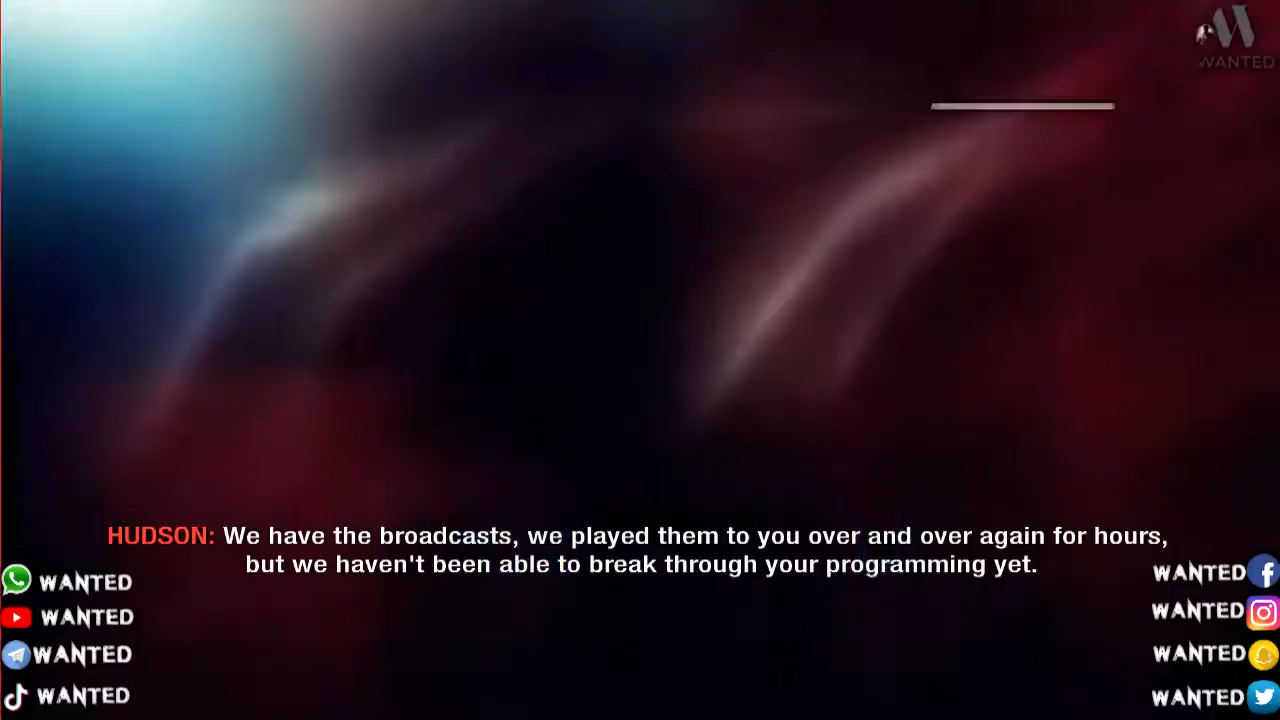 WANTED
HUDSON: We have the broadcasts, we played them to you over and over again for hours,
but we haven't been able to break through your programming yet.
WANTED
WANTED
WANTED
WANTED
WANTED
WANTED
WANTED
WANTED